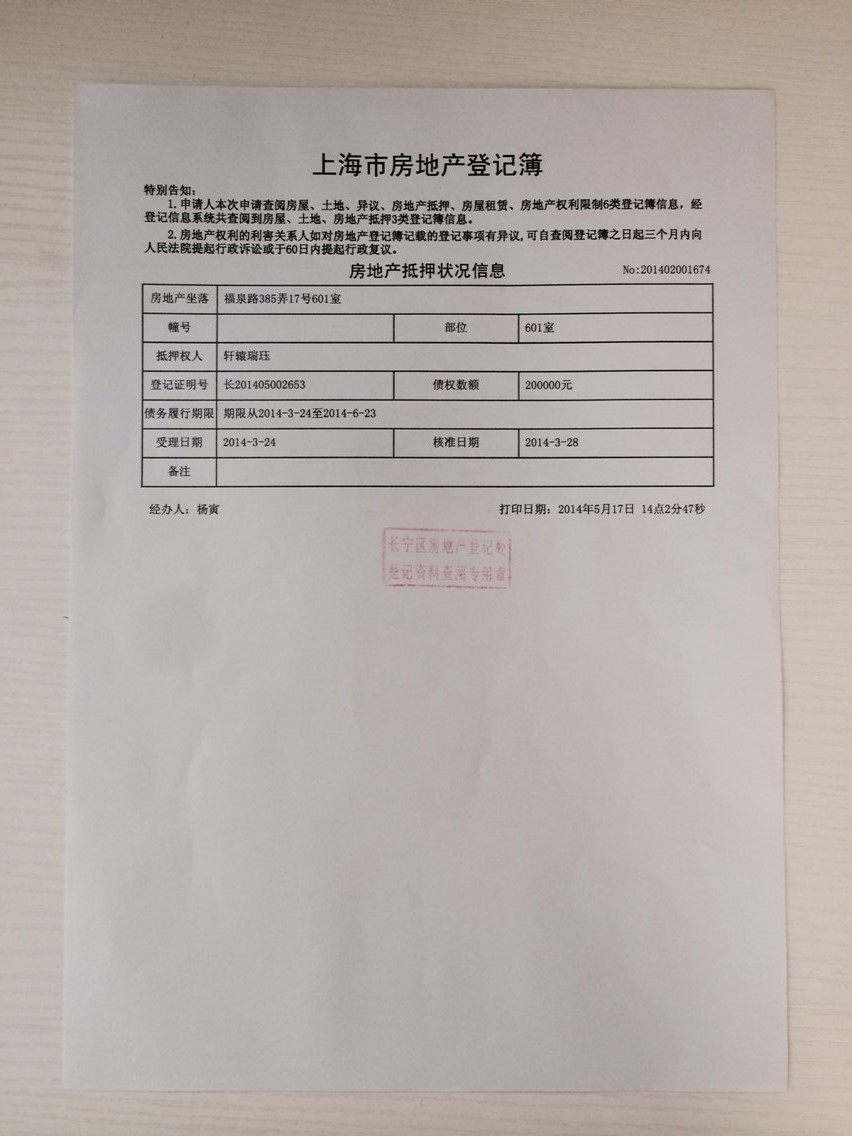 上海市房地产登记簿
特别告知：
1.申请人本次申请查阅房屋、土地、异议、房地产抵押、房屋租赁、房地产权利限制6类登记簿信息，经
登记信息系统共查阅到房屋、土地、房地产抵押3类登记簿信息。
2.房地产权利的利害关系人如对房地产登记簿记载的登记事项有异议,可自查阅登记簿之日起三个月内向
人民法院提起行政诉讼或于60日内提起行政复议。
房地产抵押状况信息 No:201402001674
房地产坐落 福泉路385弄17号601室
幢号 部位 601室
抵押权人 轩辕瑞珏
登记证明号 长201405002653 债权数额 200000元
债务履行期限 期限从2014-3-24至2014-6-23
受理日期 2014-3-24 核准日期 2014-3-28
备注
经办人：杨寅 打印日期：2014年5月17日 14点2分47秒
长宁区房地产登记处
登记资料查阅专用章